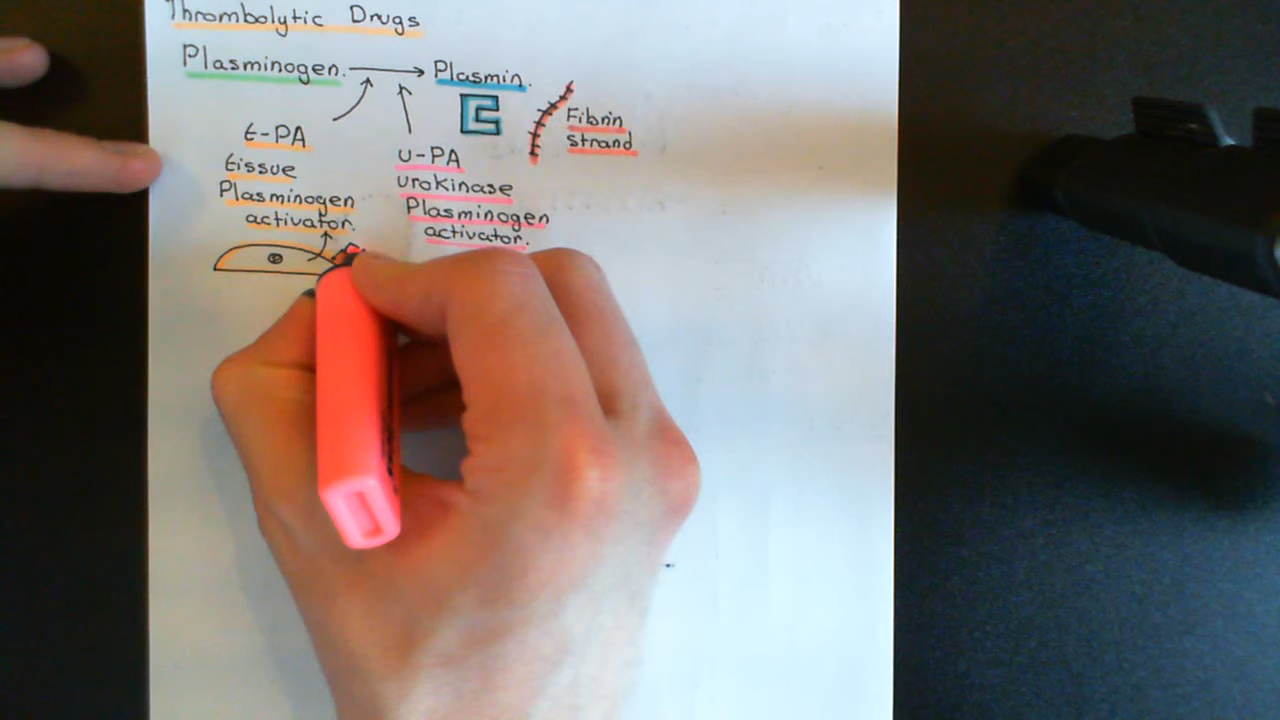 Thrombolytic Drugs
Plasminogen. → Plasmin.
Fibrin
strand
t-PA
tissue
Plasminogen
activator.
U-PA
Urokinase
Plasminogen
activator.